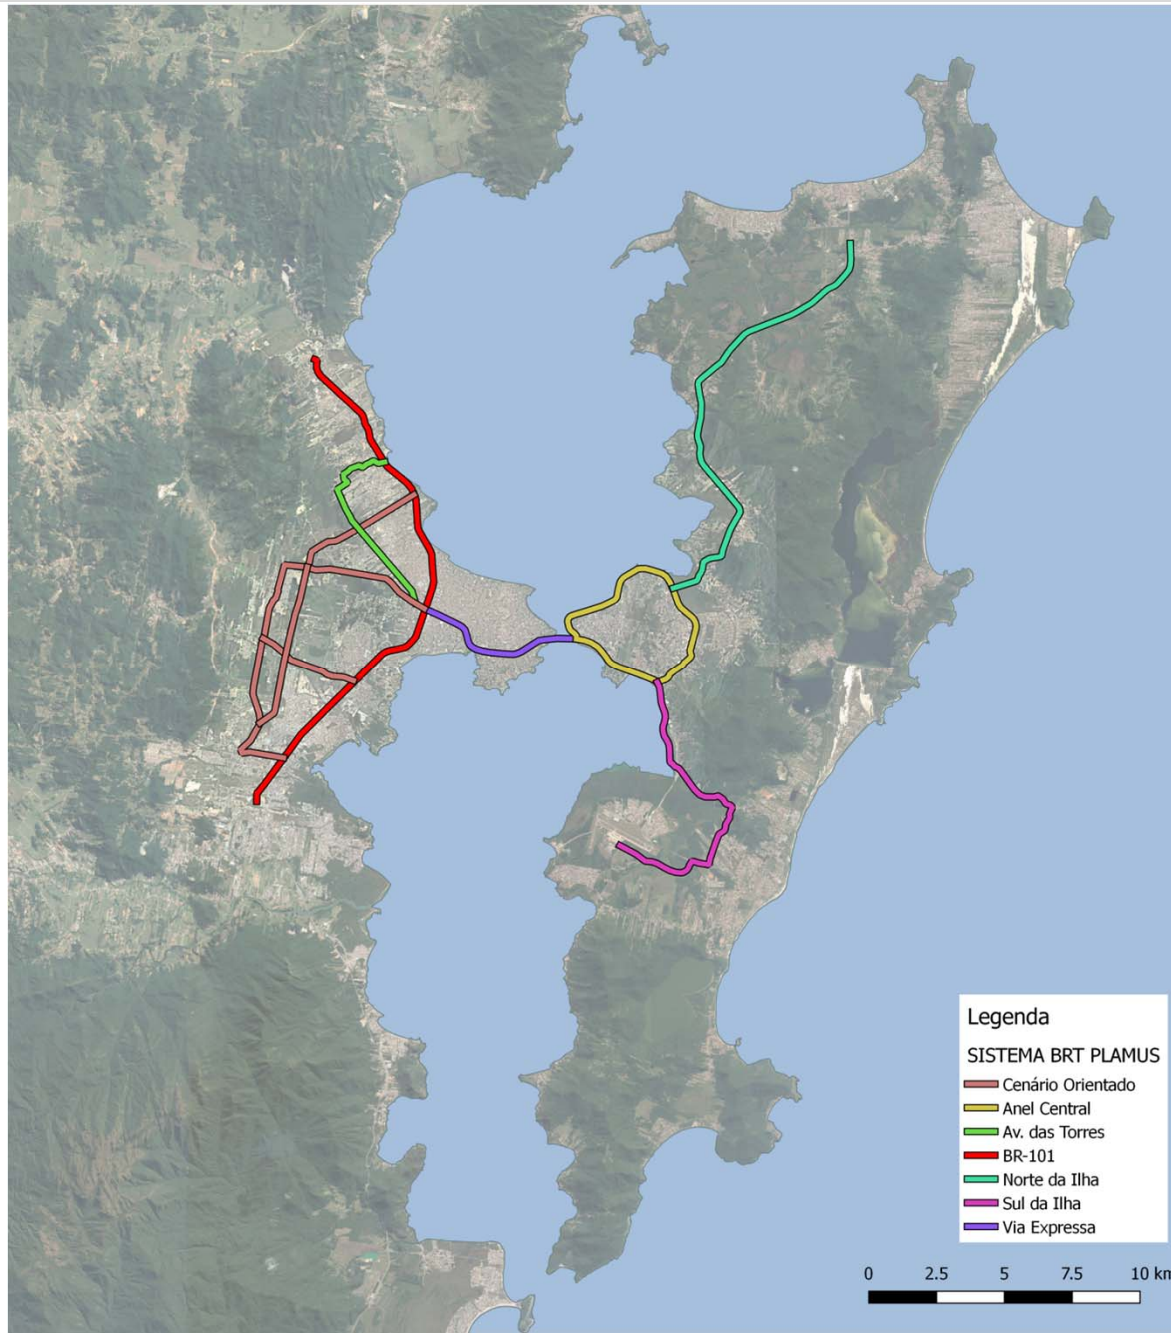 Legenda
SISTEMA BRT PLAMUS
Cenário Orientado
Anel Central
Av. das Torres
BR-101
Norte da Ilha
Sul da Ilha
Via Expressa
0 2.5 5 7.5 10 km